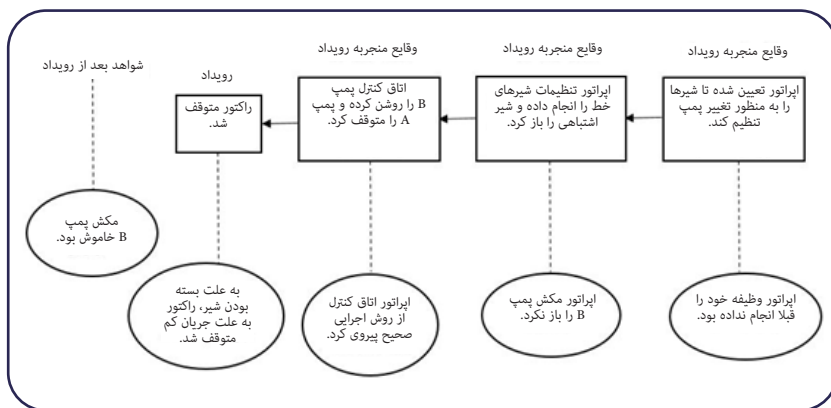 وقایع منجربه رویداد
اپراتور تعیین شده تا شیرها
را به منظور تغییر پمپ
تنظیم کند.
اپراتور وظیفه خود را
قبلا انجام نداده بود.
وقایع منجربه رویداد
اپراتور تنظیمات شیرهای
خط را انجام داده و شیر
اشتباهی را باز کرد.
اپراتور مکش پمپ
B را باز نکرد.
وقایع منجربه رویداد
اتاق کنترل پمپ
B را روشن کرده و پمپ
A را متوقف کرد.
اپراتور اتاق کنترل
از روش اجرایی
صحیح پیروی کرد.
رویداد
راکتور متوقف
شد.
به علت بسته
بودن شیر، راکتور
به علت جریان کم
متوقف شد.
شواهد بعد از رویداد
مکش پمپ
B خاموش بود.